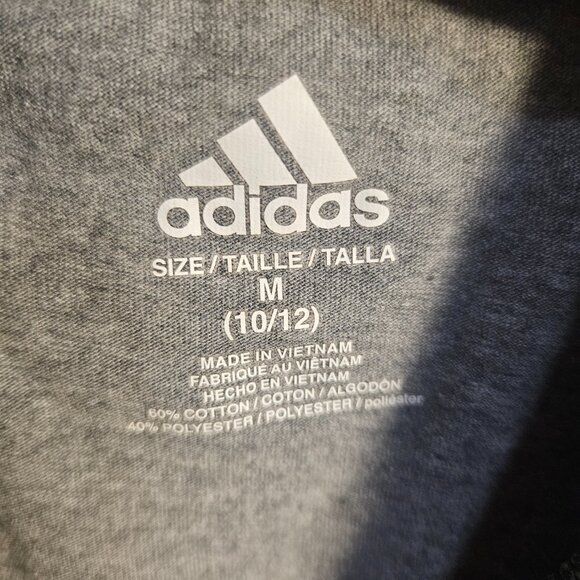 adidas
SIZE / TAILLE / TALLA
M
(10/12)
MADE IN VIETNAM
FABRIQUÉ AU VIÊTNAM
HECHO EN VIETNAM
60% COTTON / COTON / ALGODÓN
40% POLYESTER / POLYESTER / poliéster